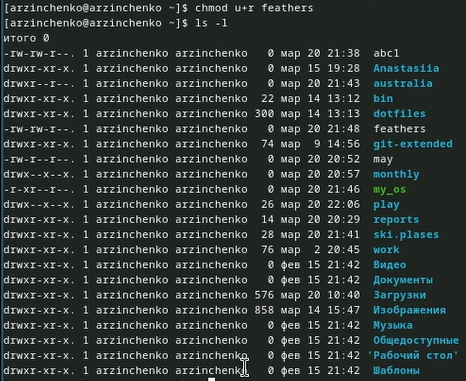 [arzinchenko@arzinchenko ~]$ chmod u+r feathers
[arzinchenko@arzinchenko ~]$ ls -l
итого 0
-rw-rw-r--. 1 arzinchenko arzinchenko 0 мар 20 21:38 abc1
drwxr-xr-x. 1 arzinchenko arzinchenko 0 мар 15 19:28 Anastasiia
drwxr--r--. 1 arzinchenko arzinchenko 0 мар 20 21:43 australia
drwxr-xr-x. 1 arzinchenko arzinchenko 22 мар 14 13:12 bin
drwxr-xr-x. 1 arzinchenko arzinchenko 300 мар 14 13:13 dotfiles
-rw-rw-r--. 1 arzinchenko arzinchenko 0 мар 20 21:48 feathers
drwxr-xr-x. 1 arzinchenko arzinchenko 74 мар 9 14:56 git-extended
-rw-r--r--. 1 arzinchenko arzinchenko 0 мар 20 20:52 may
drwx--x--x. 1 arzinchenko arzinchenko 0 мар 20 20:57 monthly
-r-xr--r--. 1 arzinchenko arzinchenko 0 мар 20 21:46 my_os
drwx--x--x. 1 arzinchenko arzinchenko 26 мар 20 22:06 play
drwxr-xr-x. 1 arzinchenko arzinchenko 14 мар 20 20:29 reports
drwxr-xr-x. 1 arzinchenko arzinchenko 28 мар 20 21:41 ski.plases
drwxr-xr-x. 1 arzinchenko arzinchenko 76 мар 2 20:45 work
drwxr-xr-x. 1 arzinchenko arzinchenko 0 фев 15 21:42 Видео
drwxr-xr-x. 1 arzinchenko arzinchenko 0 фев 15 21:42 Документы
drwxr-xr-x. 1 arzinchenko arzinchenko 576 мар 20 10:40 Загрузки
drwxr-xr-x. 1 arzinchenko arzinchenko 858 мар 14 15:47 Изображения
drwxr-xr-x. 1 arzinchenko arzinchenko 0 фев 15 21:42 Музыка
drwxr-xr-x. 1 arzinchenko arzinchenko 0 фев 15 21:42 Общедоступные
drwxr-xr-x. 1 arzinchenko arzinchenko 0 фев 15 21:42 'Рабочий стол'
drwxr-xr-x. 1 arzinchenko arzinchenko 0 фев 15 21:42 Шаблоны